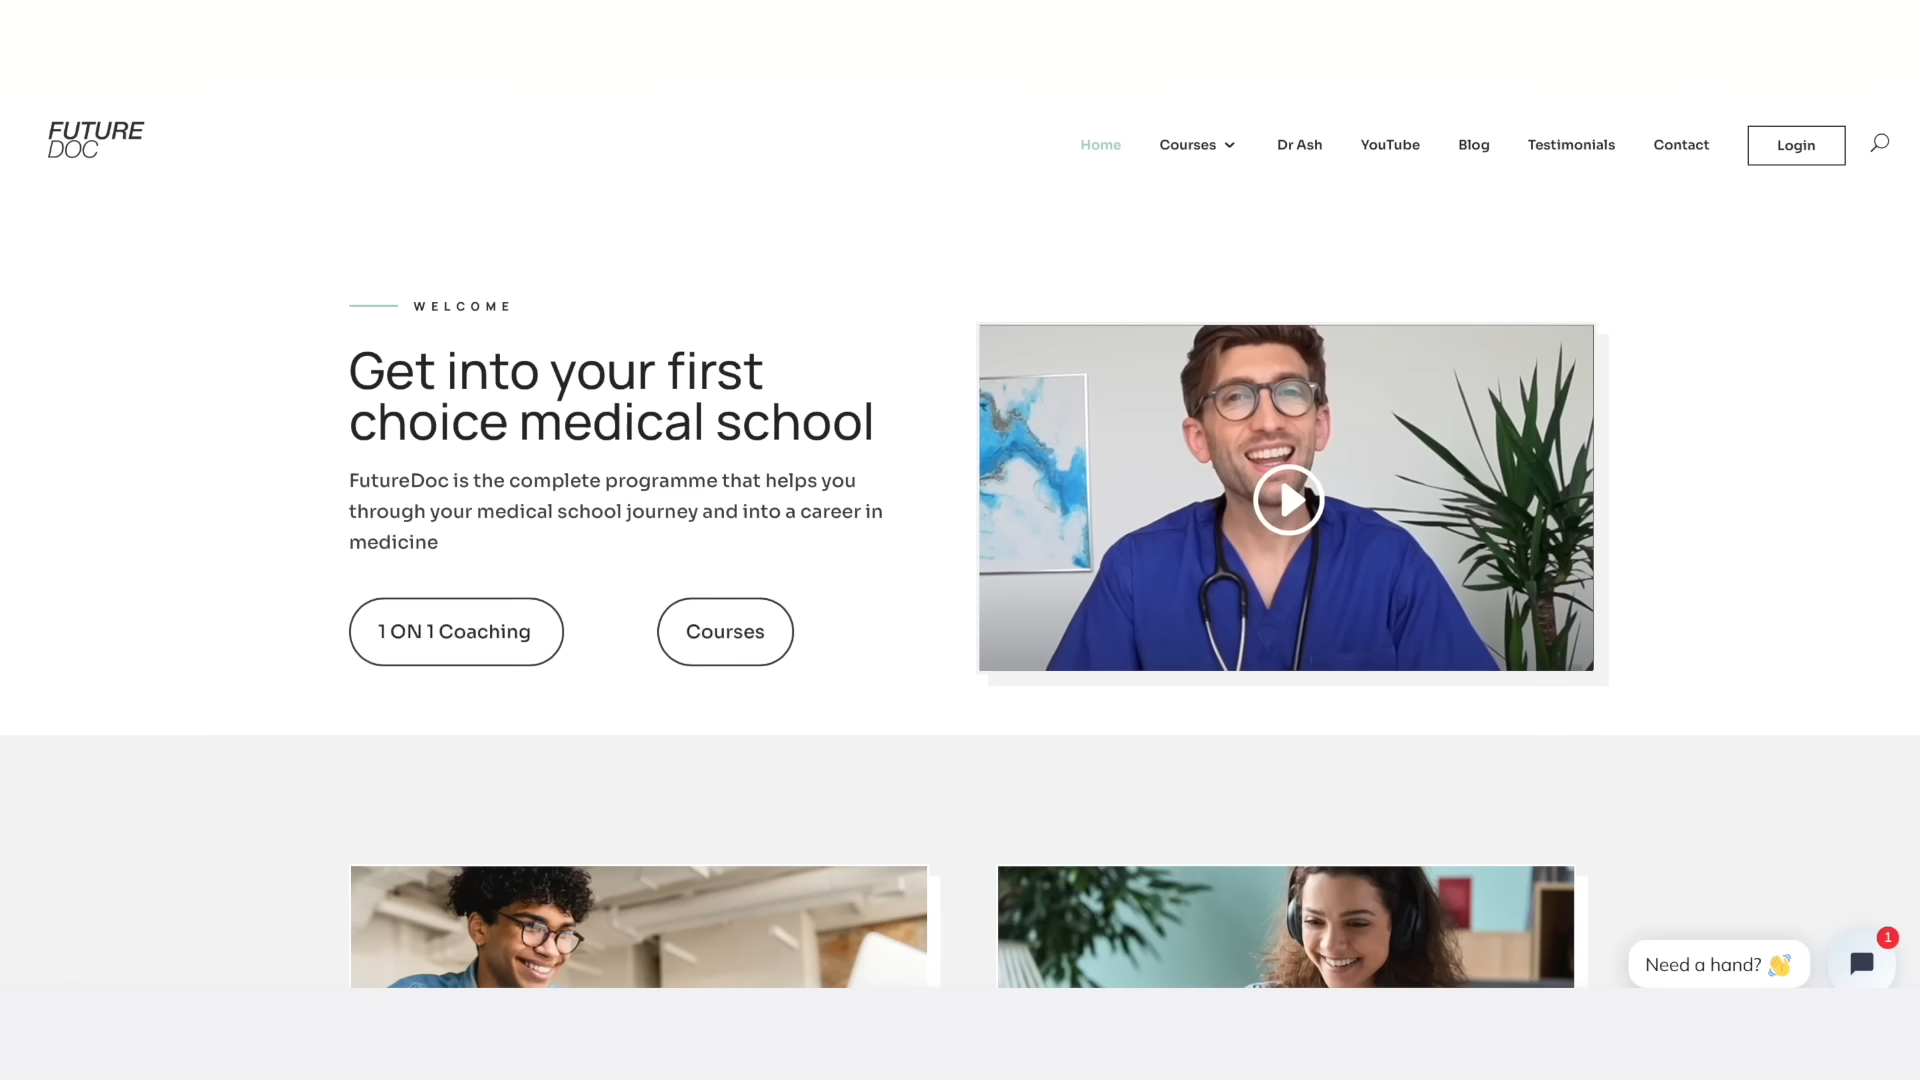 FUTURE
DOC
Home Courses Dr Ash YouTube Blog Testimonials Contact Login
WELCOME
Get into your first
choice medical school
FutureDoc is the complete programme that helps you
through your medical school journey and into a career in
medicine
1 ON 1 Coaching Courses
Need a hand? 👋 1